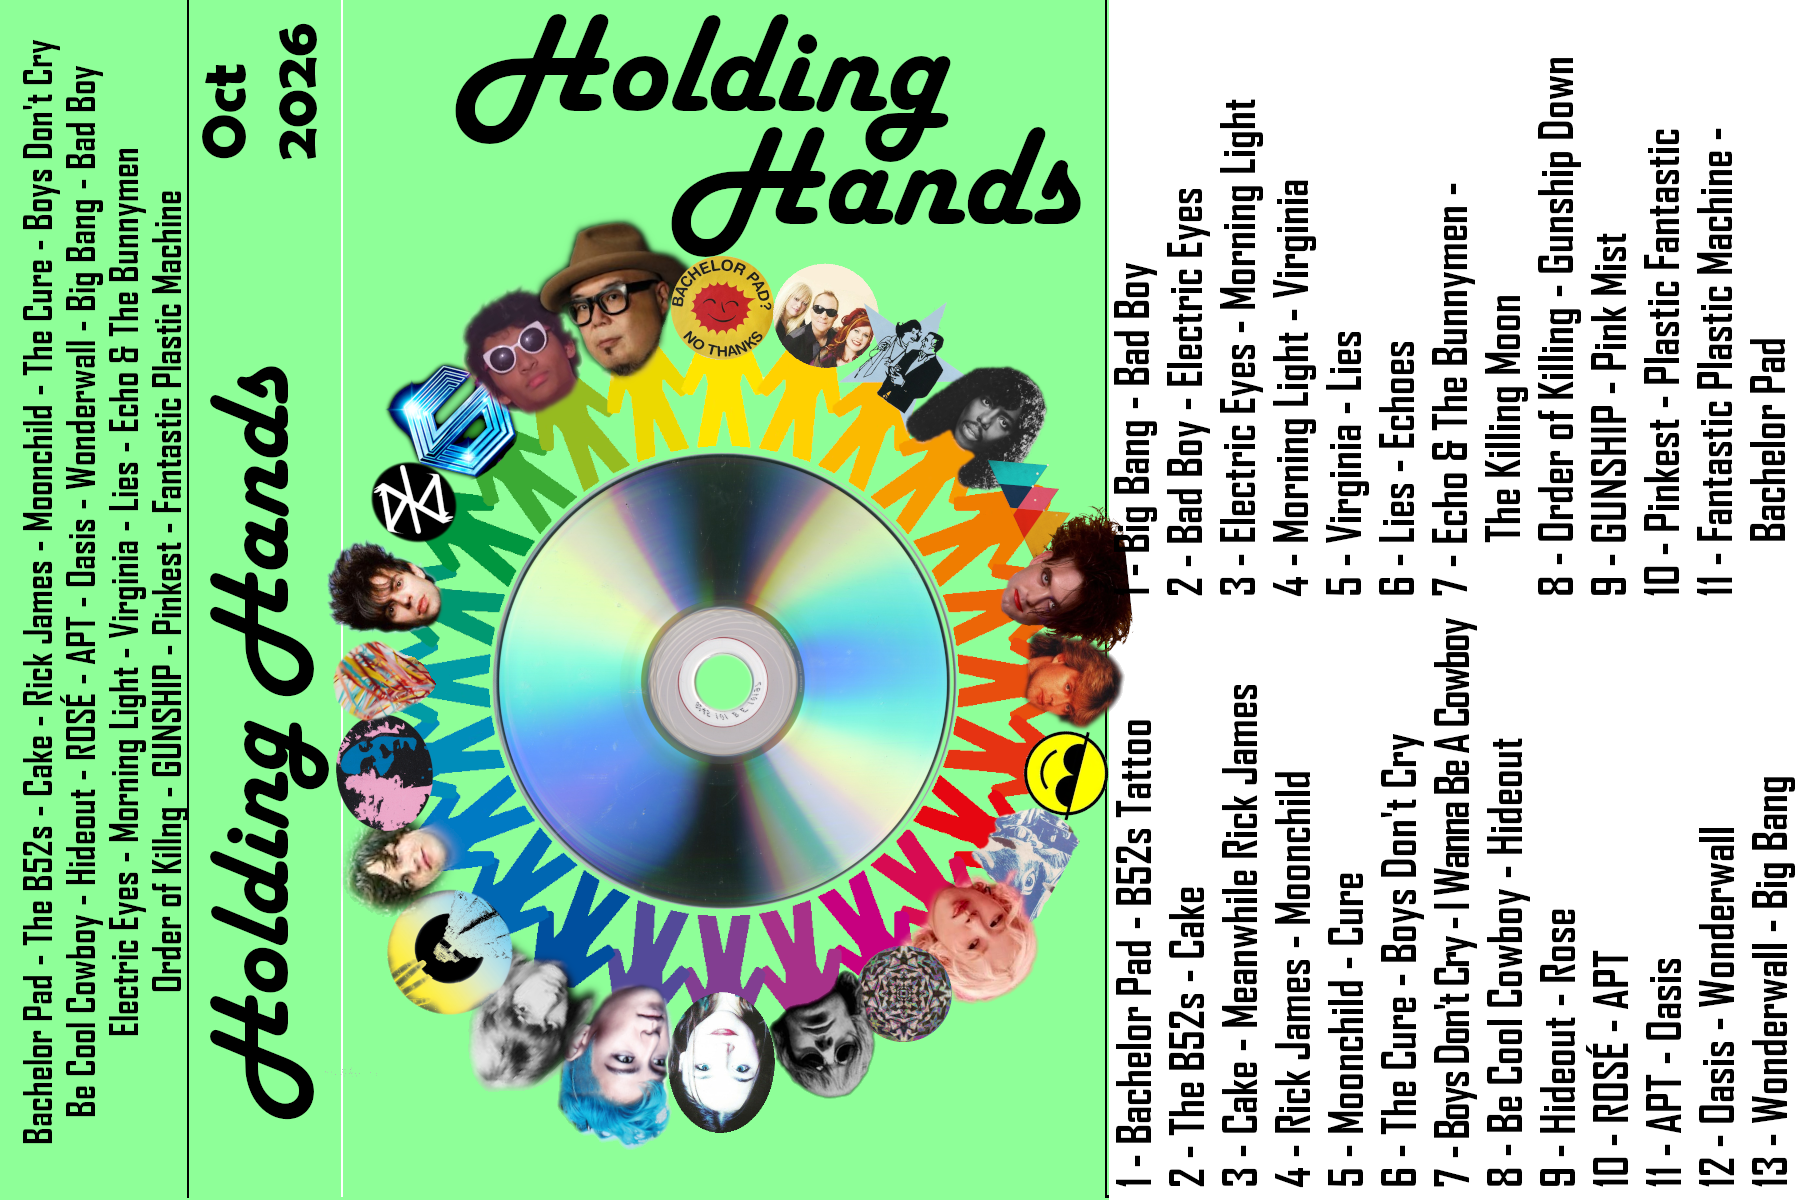 Bachelor Pad - The B52s - Cake - Rick James - Moonchild - The Cure - Boys Don't Cry
Be Cool Cowboy - Hideout - ROSÉ - APT - Oasis - Wonderwall - Big Bang - Bad Boy
Electric Eyes - Morning Light - Virginia - Lies - Echo & The Bunnymen
Order of Killng - GUNSHIP - Pinkest - Fantastic Plastic Machine
Holding Hands
Oct
2026
Holding
Hands
BACHELOR PAD?
NO THANKS
1 - Bachelor Pad - B52s Tattoo
2 - The B52s - Cake
3 - Cake - Meanwhile Rick James
4 - Rick James - Moonchild
5 - Moonchild - Cure
6 - The Cure - Boys Don't Cry
7 - Boys Don't Cry - I Wanna Be A Cowboy
8 - Be Cool Cowboy - Hideout
9 - Hideout - Rose
10 - ROSÉ - APT
11 - APT - Oasis
12 - Oasis - Wonderwall
13 - Wonderwall - Big Bang
1 - Big Bang - Bad Boy
2 - Bad Boy - Electric Eyes
3 - Electric Eyes - Morning Light
4 - Morning Light - Virginia
5 - Virginia - Lies
6 - Lies - Echoes
7 - Echo & The Bunnymen -
The Killing Moon
8 - Order of Killing - Gunship Down
9 - GUNSHIP - Pink Mist
10 - Pinkest - Plastic Fantastic
11 - Fantastic Plastic Machine -
Bachelor Pad